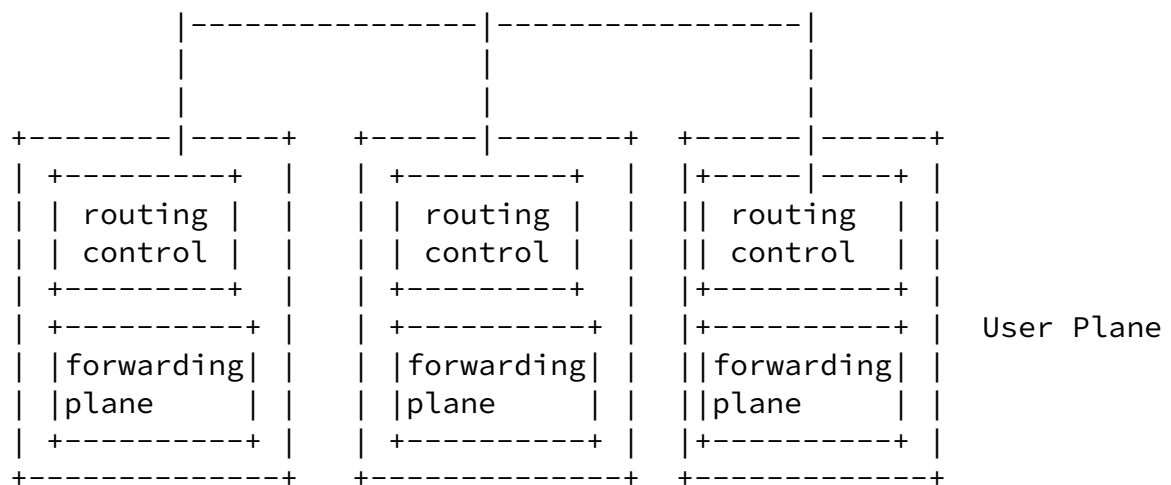 routing routing routing
control control control
User Plane
forwarding forwarding forwarding
plane plane plane